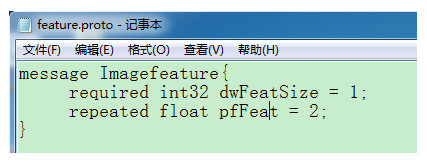 feature.proto - 记事本
文件(F) 编辑(E) 格式(O) 查看(V) 帮助(H)
message Imagefeature{
required int32 dwFeatSize = 1;
repeated float pfFeat = 2;
}